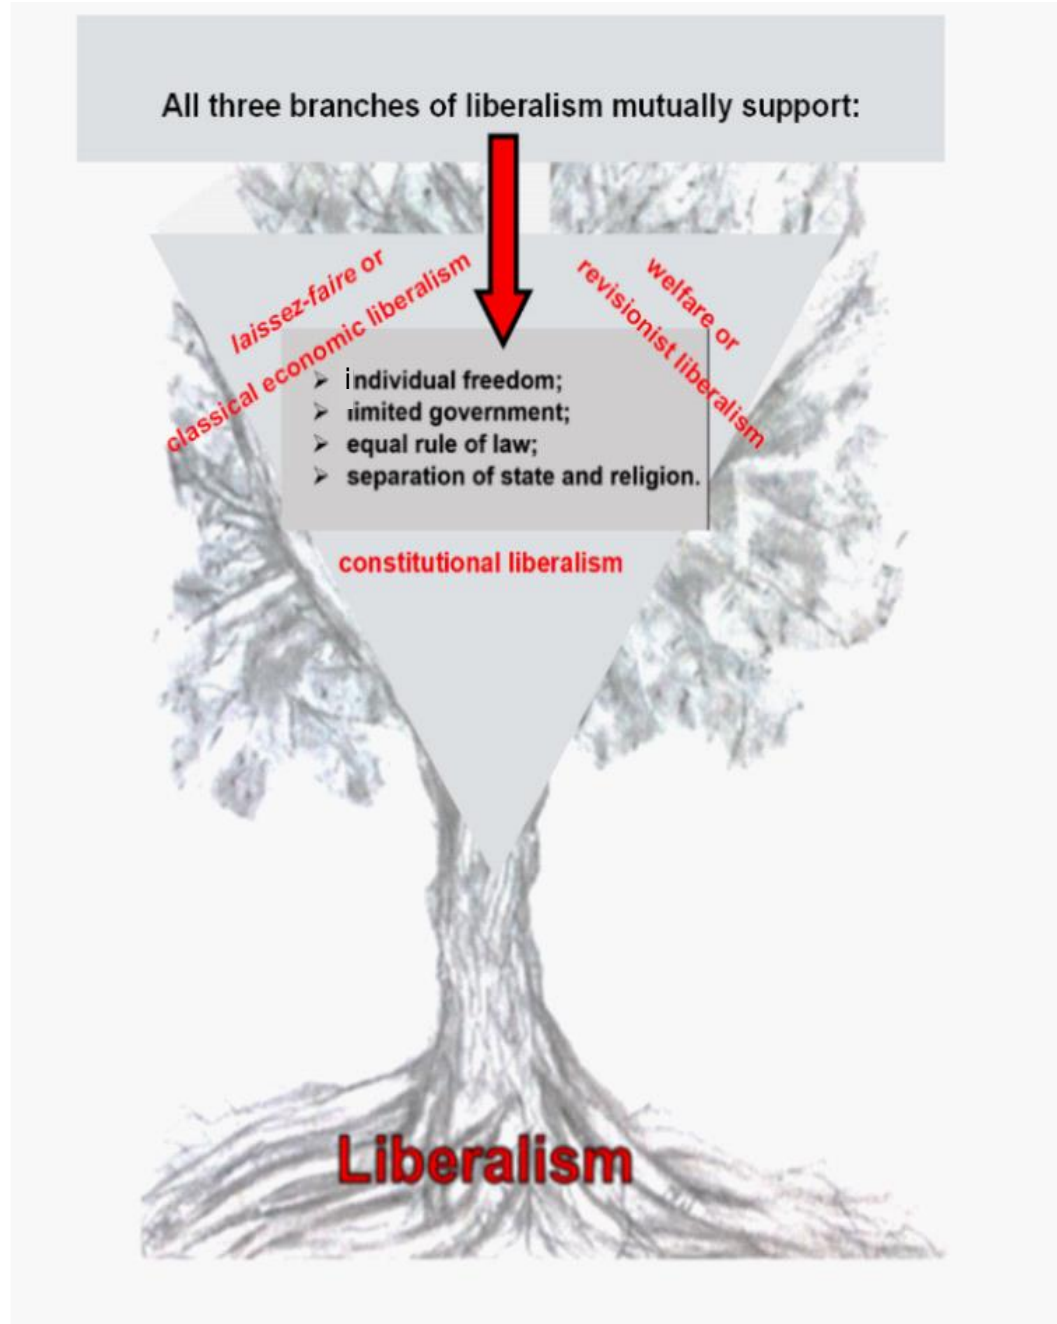 All three branches of liberalism mutually support:
laissez-faire or
classical economic liberalism
welfare or
revisionist liberalism
➢ individual freedom;
➢ limited government;
➢ equal rule of law;
➢ separation of state and religion.
constitutional liberalism
Liberalism